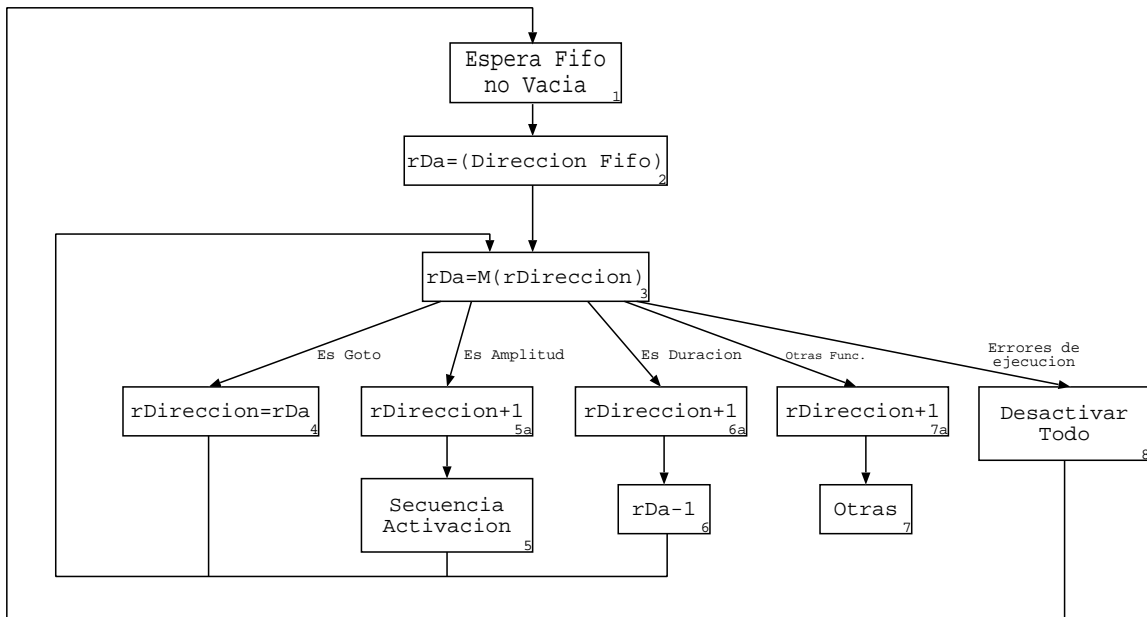 Espera Fifo
no Vacia
1
rDa=(Direccion Fifo)
2
rDa=M(rDireccion)
3
Es Goto
Es Amplitud
Es Duracion
Otras Func.
Errores de
ejecucion
rDireccion=rDa
4
rDireccion+1
5a
rDireccion+1
6a
rDireccion+1
7a
Desactivar
Todo
8
Secuencia
Activacion
5
rDa-1
6
Otras
7